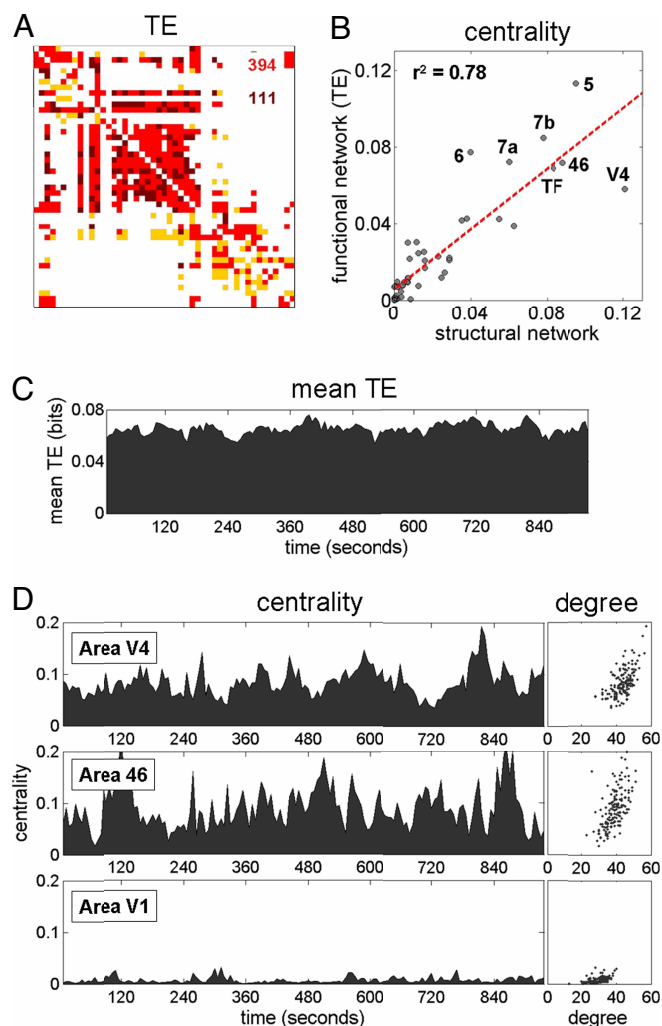 A
TE
394
111
B
centrality
functional network (TE)
0.12
0.08
0.04
0
r² = 0.78
5
7b
7a
6
46
TF
V4
0.04 0.08 0.12
structural network
C
mean TE
mean TE (bits)
0.08
0.04
0
120 240 360 480 600 720 840
time (seconds)
D
centrality
degree
centrality
0.2
0.1
0
Area V4
120 240 360 480 600 720 840
0 20 40 60
0.2
0.1
0
Area 46
120 240 360 480 600 720 840
0 20 40 60
0.2
0.1
0
Area V1
120 240 360 480 600 720 840
0 20 40 60
time (seconds)
degree